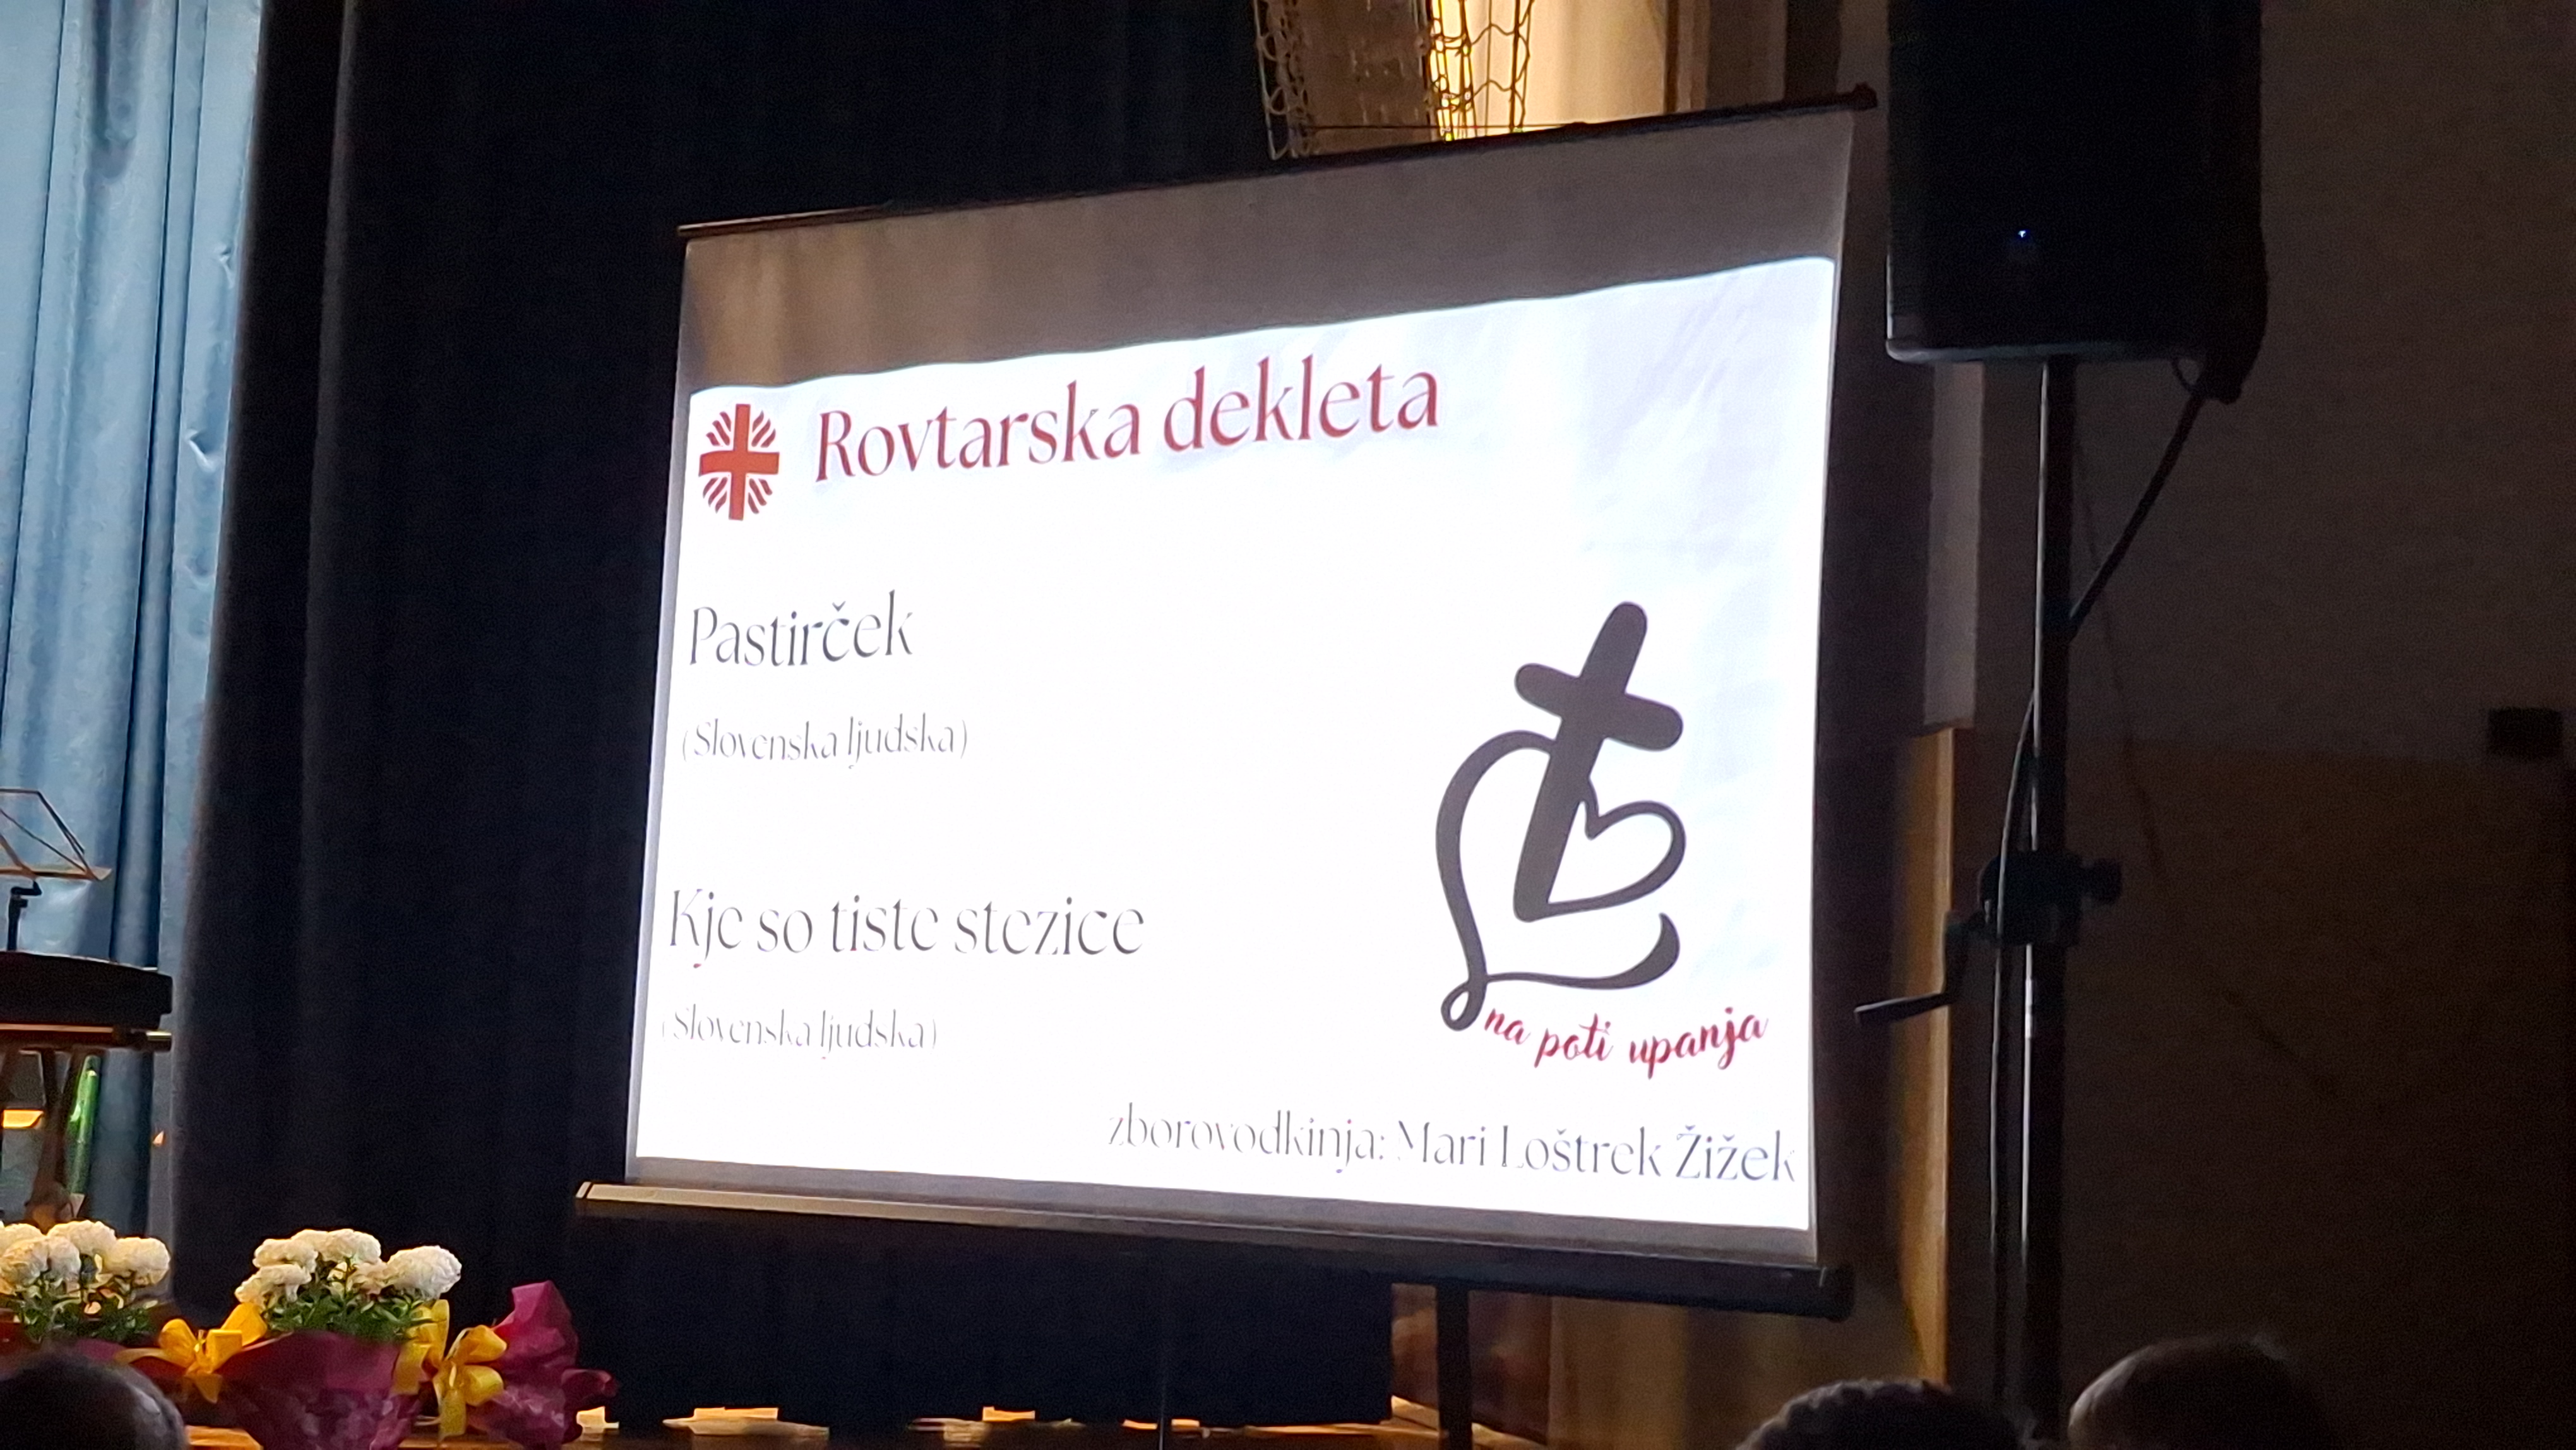 Rovtarska dekleta
Pastirček
(Slovenska ljudska)
Kje so tiste stezice
(Slovenska ljudska)
na poti upanja
zborovodkinja: Mari Loštrek Žižek